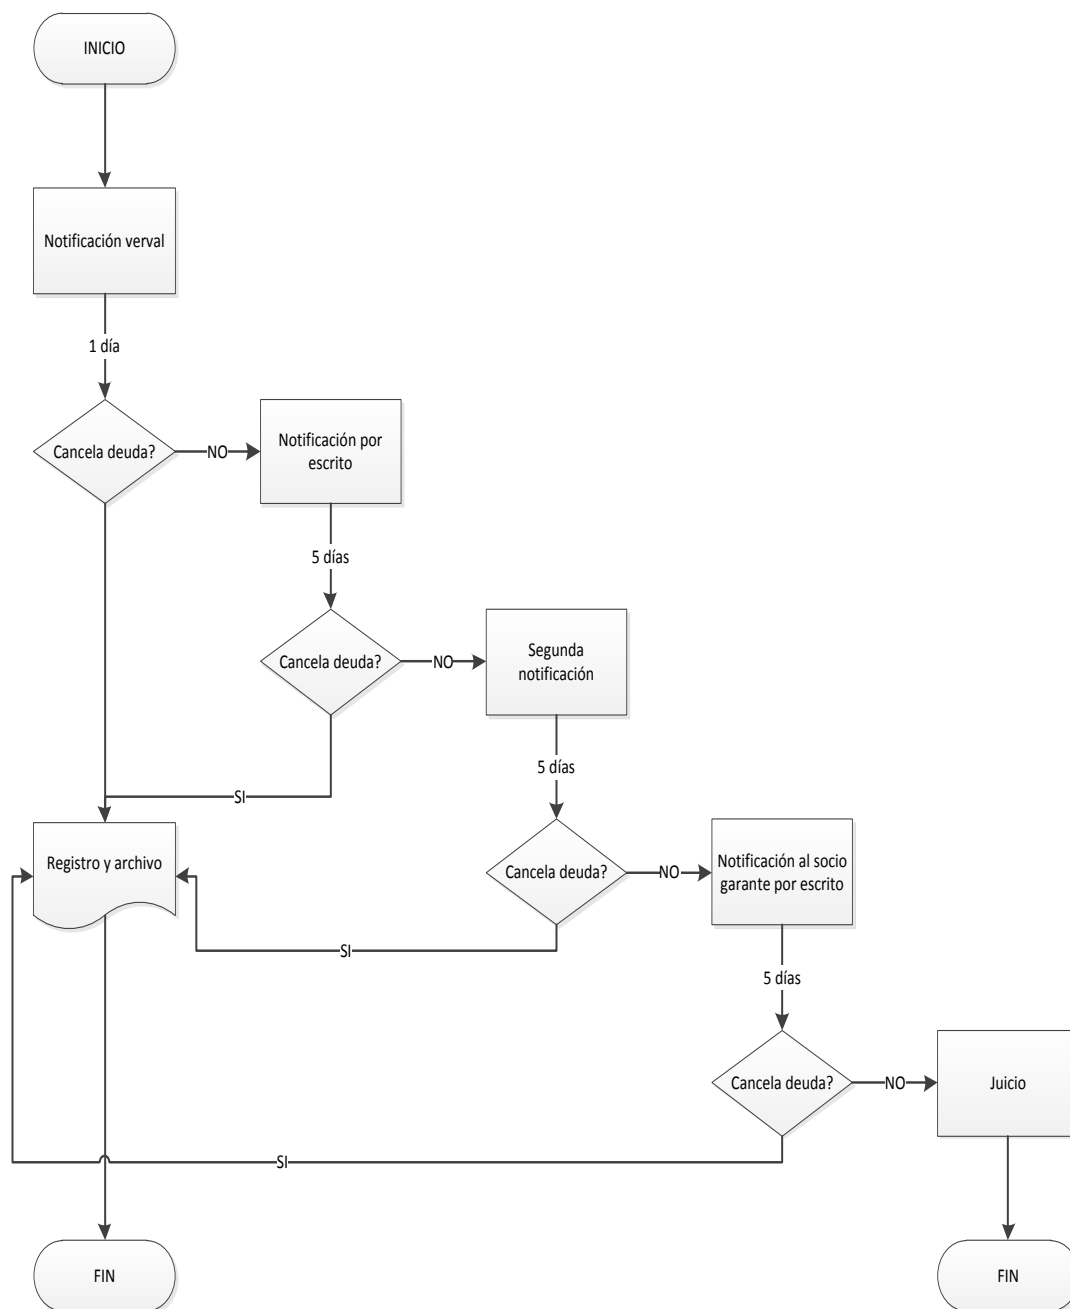 INICIO
Notificación verval
1 día
Cancela deuda?
NO
Notificación por
escrito
5 días
Cancela deuda?
NO
Segunda
notificación
5 días
SI
Registro y archivo
Cancela deuda?
NO
Notificación al socio
garante por escrito
SI
5 días
Cancela deuda?
NO
Juicio
SI
FIN
FIN